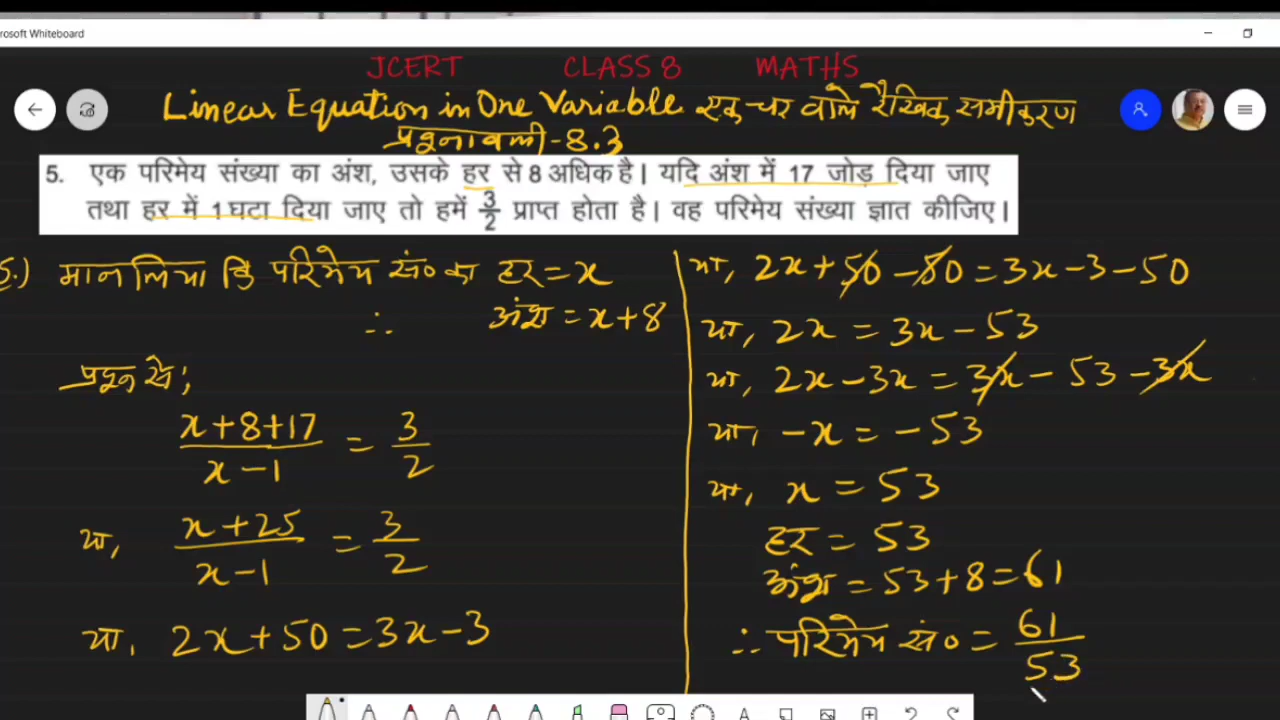 rosoft Whiteboard
JCERT CLASS 8 MATHS
Linear Equation in One Variable एक चर वाले रैखिक समीकरण
प्रश्नावली-8.3
5. एक परिमेय संख्या का अंश, उसके हर से 8 अधिक है। यदि अंश में 17 जोड़ दिया जाए
तथा हर में 1 घटा दिया जाए तो हमें 3/2 प्राप्त होता है। वह परिमेय संख्या ज्ञात कीजिए।
5.) मान लिया कि परिमेय सं० का हर = x
∴ अंश = x+8
प्रश्न से;
(x+8+17)/(x-1) = 3/2
या, (x+25)/(x-1) = 3/2
या, 2x+50 = 3x-3
या, 2x+50-50 = 3x-3-50
या, 2x = 3x-53
या, 2x-3x = 3x-53-3x
या, -x = -53
या, x = 53
हर = 53
अंश = 53+8 = 61
∴ परिमेय सं० = 61/53